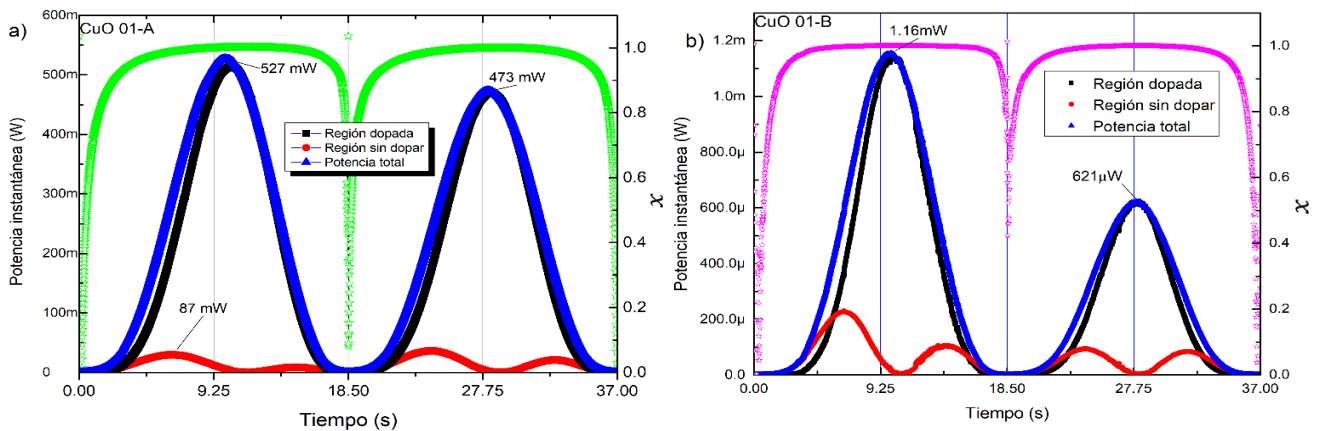 a)
CuO 01-A
600m
500m
400m
300m
200m
100m
0
Potencia instantánea (W)
527 mW
473 mW
87 mW
Región dopada
Región sin dopar
Potencia total
1.0
0.8
0.6
0.4
0.2
0.0
x
0.00
9.25
18.50
27.75
37.00
Tiempo (s)
b)
CuO 01-B
1.2m
1.0m
800.0µ
600.0µ
400.0µ
200.0µ
0.0
Potencia instantánea (W)
1.16mW
621µW
Región dopada
Región sin dopar
Potencia total
1.0
0.8
0.6
0.4
0.2
0.0
x
0.00
9.25
18.50
27.75
37.00
Tiempo (s)